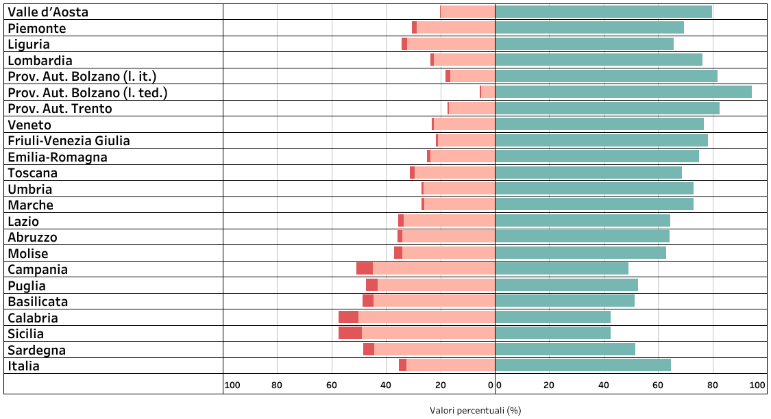 Valle d’Aosta
Piemonte
Liguria
Lombardia
Prov. Aut. Bolzano (l. it.)
Prov. Aut. Bolzano (l. ted.)
Prov. Aut. Trento
Veneto
Friuli-Venezia Giulia
Emilia-Romagna
Toscana
Umbria
Marche
Lazio
Abruzzo
Molise
Campania
Puglia
Basilicata
Calabria
Sicilia
Sardegna
Italia
100 80 60 40 20 0 0 20 40 60 80 100
Valori percentuali (%)